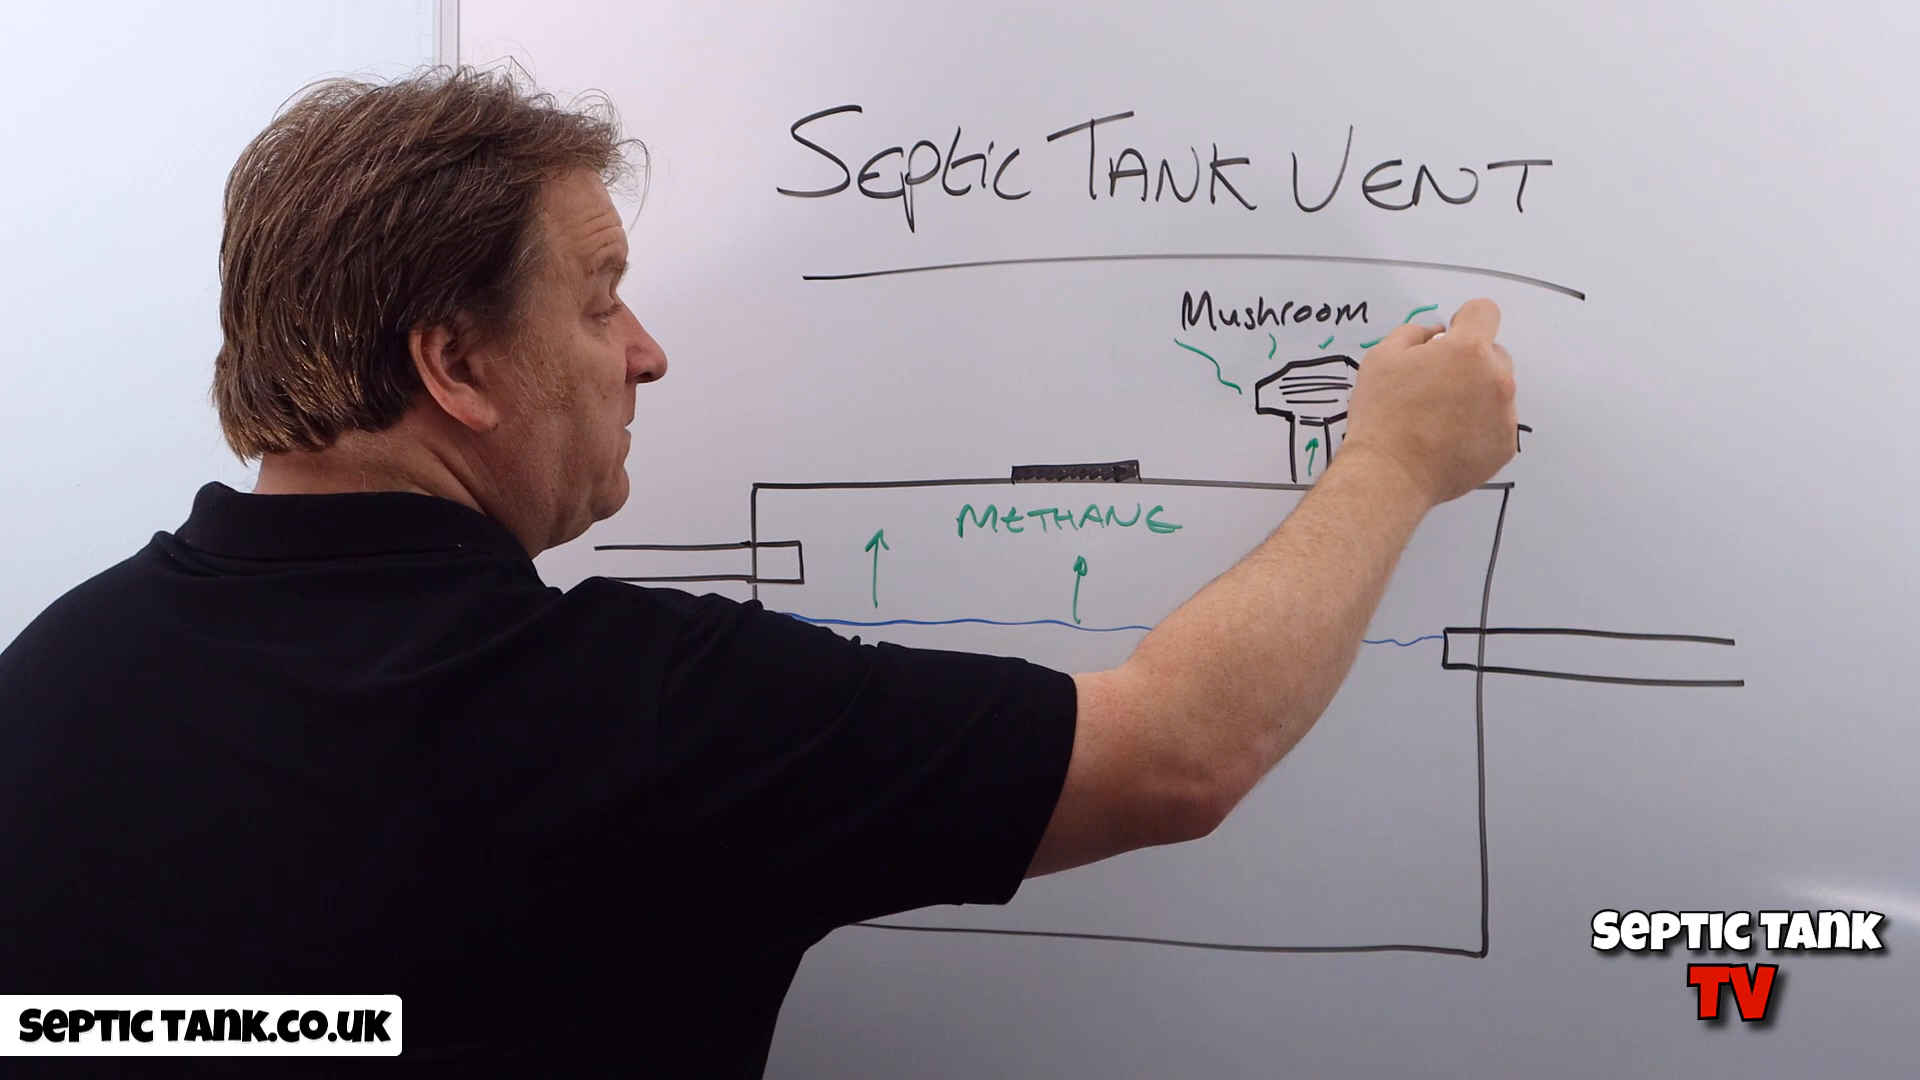 SEPtic TANK VENT
Mushroom
METHANE
SEPTIC TANK
TV
SEPTIC TANK.CO.UK